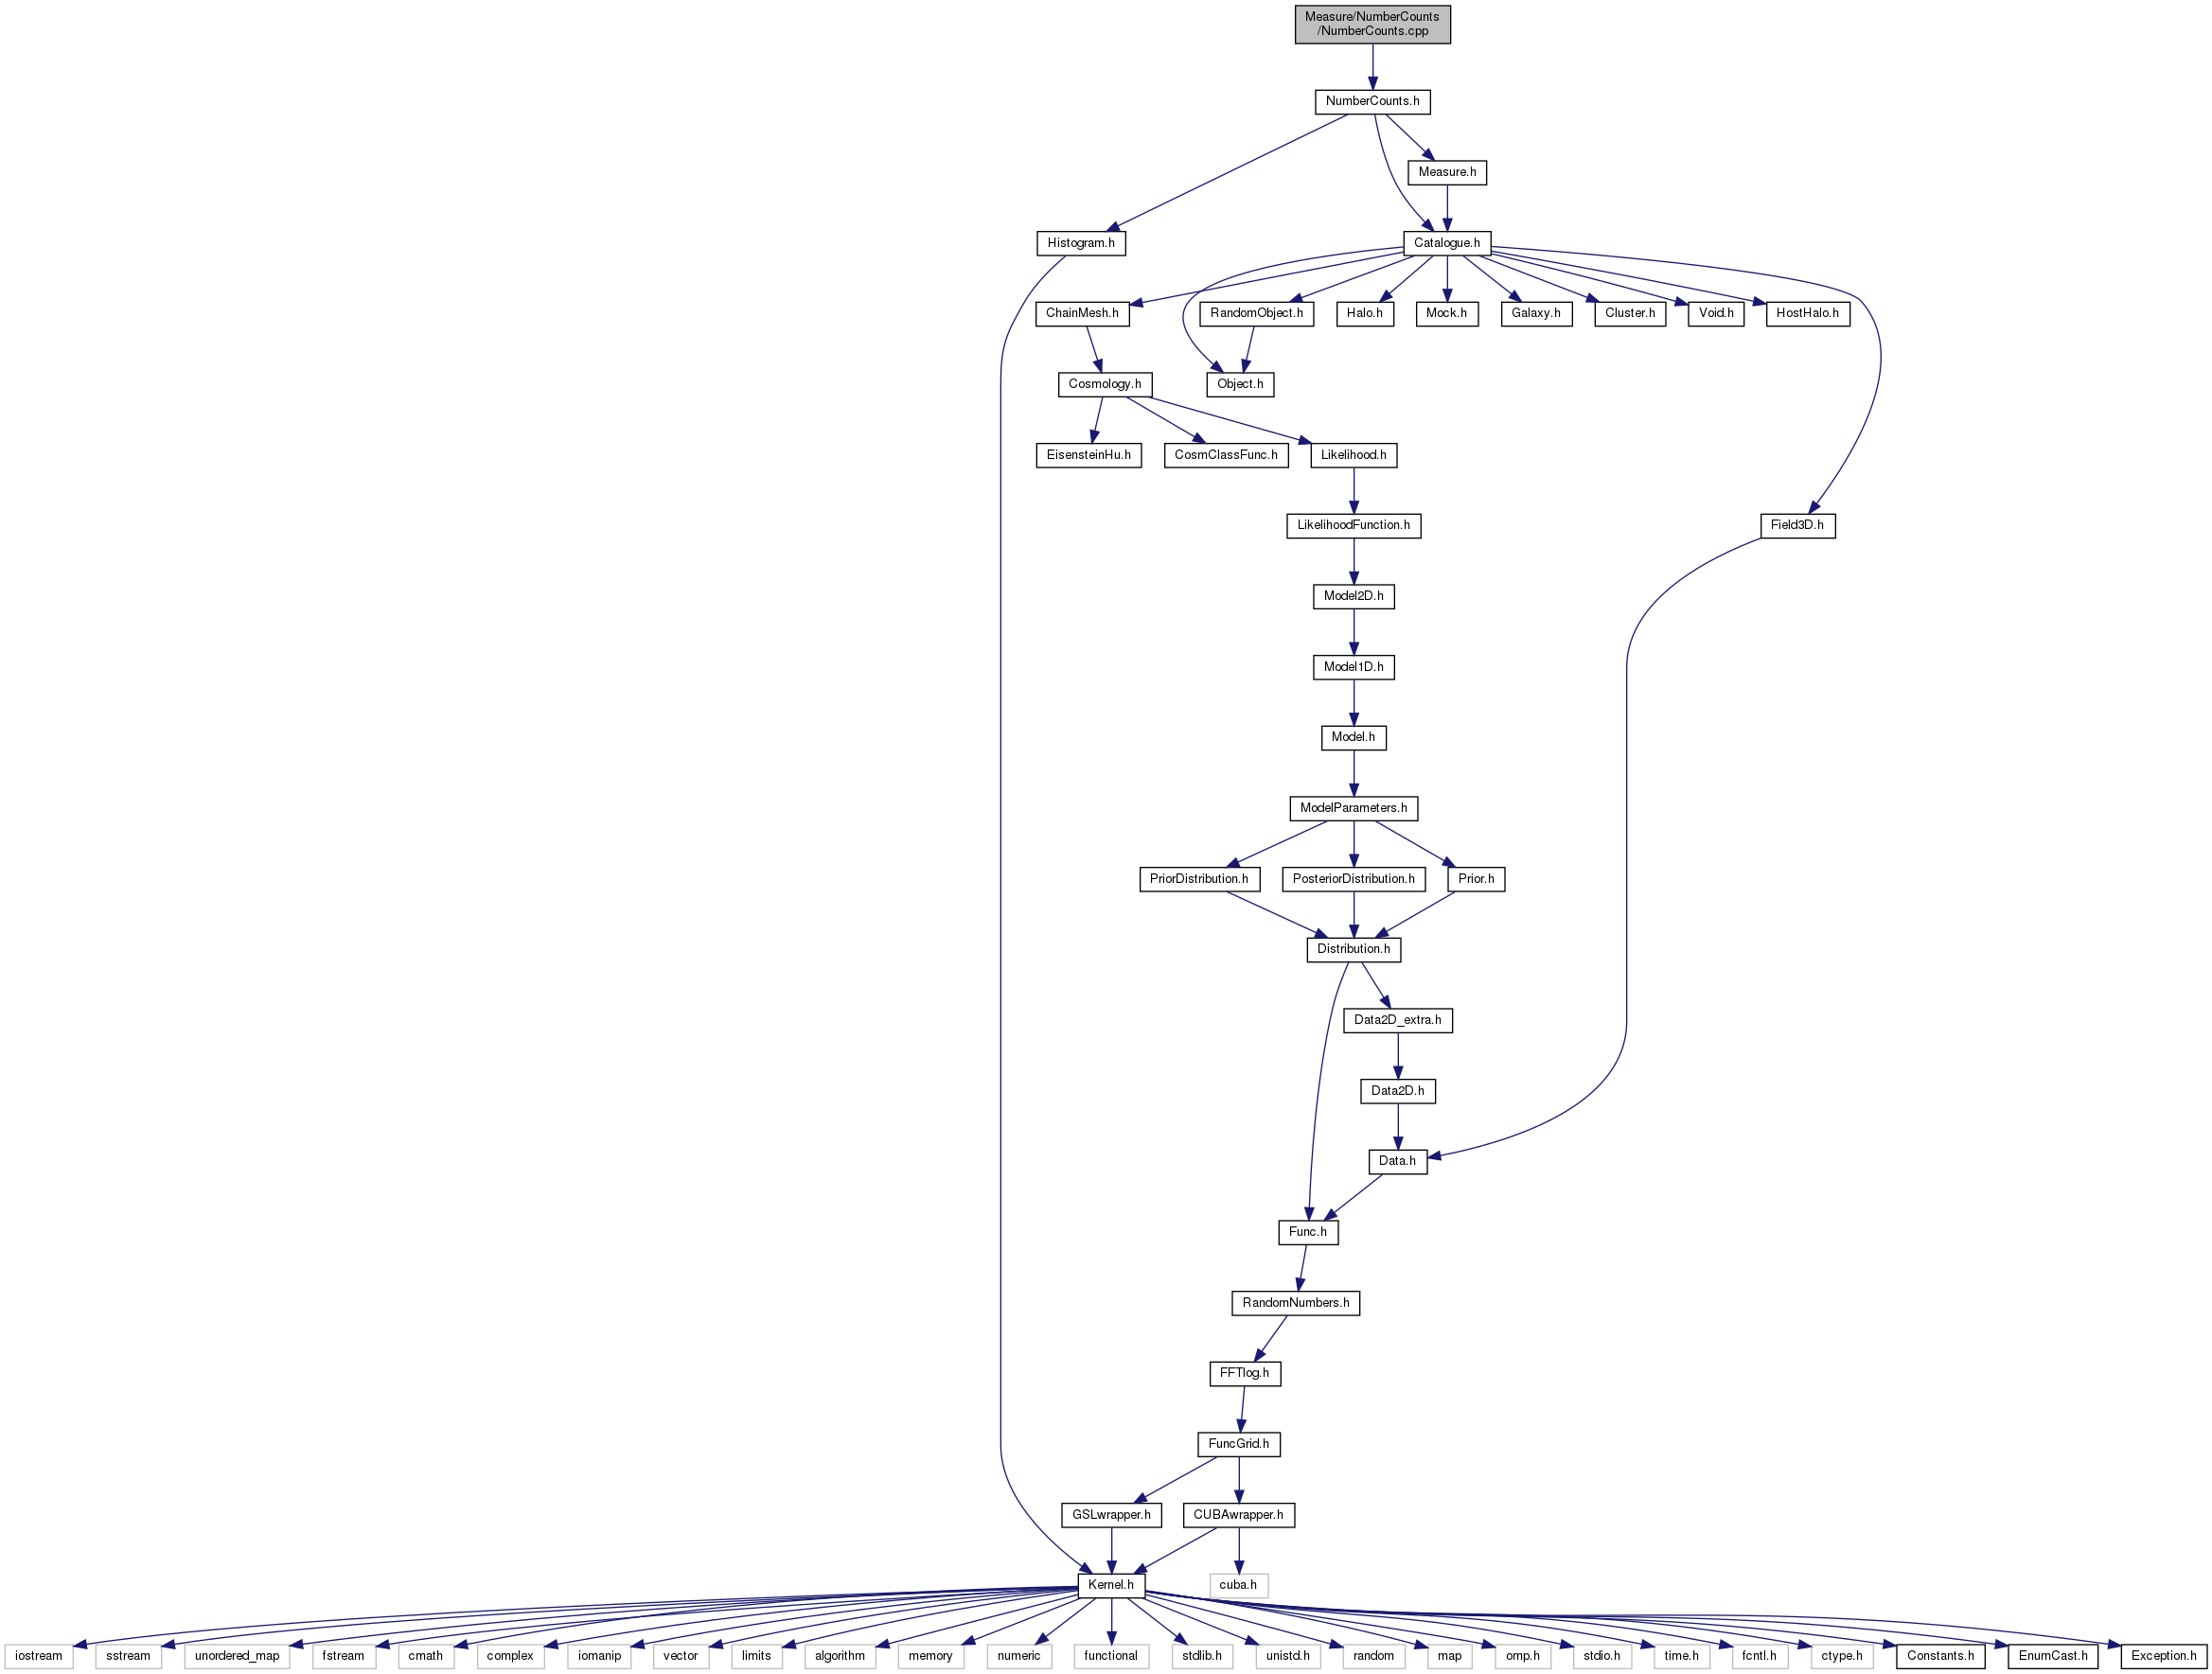 Measure/NumberCounts
/NumberCounts.cpp
NumberCounts.h
Measure.h
Histogram.h
Catalogue.h
ChainMesh.h
RandomObject.h
Halo.h
Mock.h
Galaxy.h
Cluster.h
Void.h
HostHalo.h
Cosmology.h
Object.h
EisensteinHu.h
CosmClassFunc.h
Likelihood.h
LikelihoodFunction.h
Field3D.h
Model2D.h
Model1D.h
Model.h
ModelParameters.h
PriorDistribution.h
PosteriorDistribution.h
Prior.h
Distribution.h
Data2D_extra.h
Data2D.h
Data.h
Func.h
RandomNumbers.h
FFTlog.h
FuncGrid.h
GSLwrapper.h
CUBAwrapper.h
Kernel.h
cuba.h
iostream
sstream
unordered_map
fstream
cmath
complex
iomanip
vector
limits
algorithm
memory
numeric
functional
stdlib.h
unistd.h
random
map
omp.h
stdio.h
time.h
fcntl.h
ctype.h
Constants.h
EnumCast.h
Exception.h